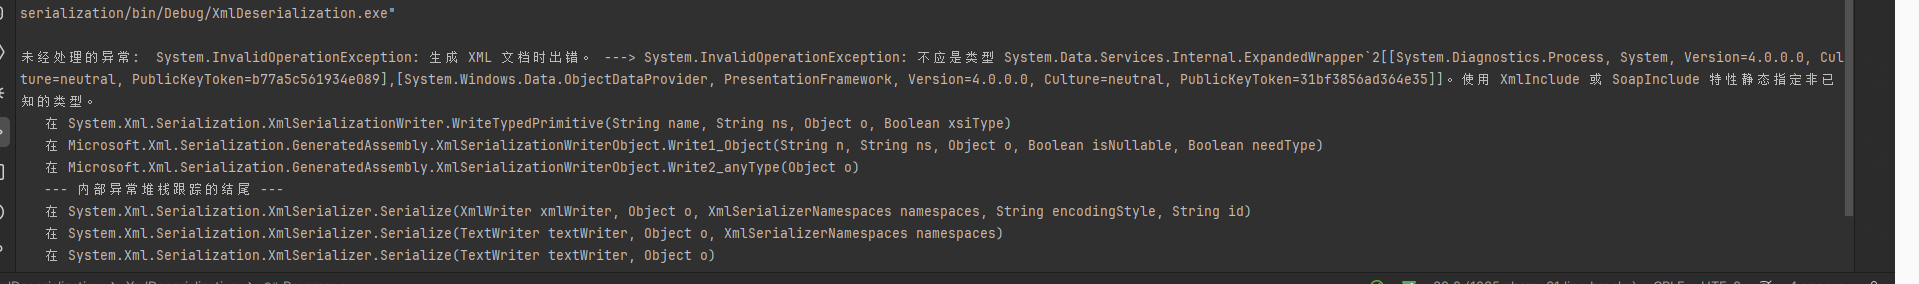 serialization/bin/Debug/XmlDeserialization.exe"
未经处理的异常: System.InvalidOperationException: 生成 XML 文档时出错。 ---> System.InvalidOperationException: 不应是类型 System.Data.Services.Internal.ExpandedWrapper`2[[System.Diagnostics.Process, System, Version=4.0.0.0, Cul
ture=neutral, PublicKeyToken=b77a5c561934e089],[System.Windows.Data.ObjectDataProvider, PresentationFramework, Version=4.0.0.0, Culture=neutral, PublicKeyToken=31bf3856ad364e35]]。使用 XmlInclude 或 SoapInclude 特性静态指定非已
知的类型。
在 System.Xml.Serialization.XmlSerializationWriter.WriteTypedPrimitive(String name, String ns, Object o, Boolean xsiType)
在 Microsoft.Xml.Serialization.GeneratedAssembly.XmlSerializationWriterObject.Write1_Object(String n, String ns, Object o, Boolean isNullable, Boolean needType)
在 Microsoft.Xml.Serialization.GeneratedAssembly.XmlSerializationWriterObject.Write2_anyType(Object o)
--- 内部异常堆栈跟踪的结尾 ---
在 System.Xml.Serialization.XmlSerializer.Serialize(XmlWriter xmlWriter, Object o, XmlSerializerNamespaces namespaces, String encodingStyle, String id)
在 System.Xml.Serialization.XmlSerializer.Serialize(TextWriter textWriter, Object o, XmlSerializerNamespaces namespaces)
在 System.Xml.Serialization.XmlSerializer.Serialize(TextWriter textWriter, Object o)